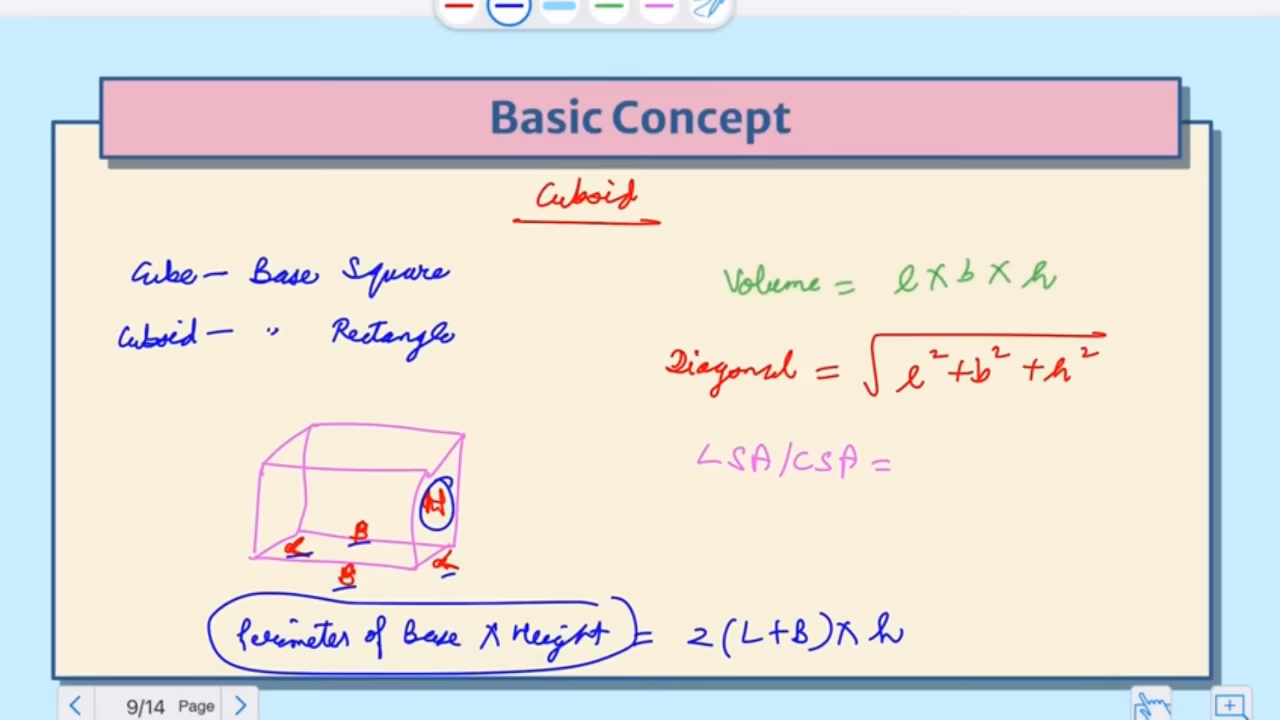 Basic Concept
Cuboid
Cube - Base Square
Cuboid - " Rectangle
Volume = l x b x h
Diagonal = √l²+b²+h²
LSA/CSA =
H
B
L
L
B
Perimeter of Base X Height = 2(L+B)x h
9/14 Page